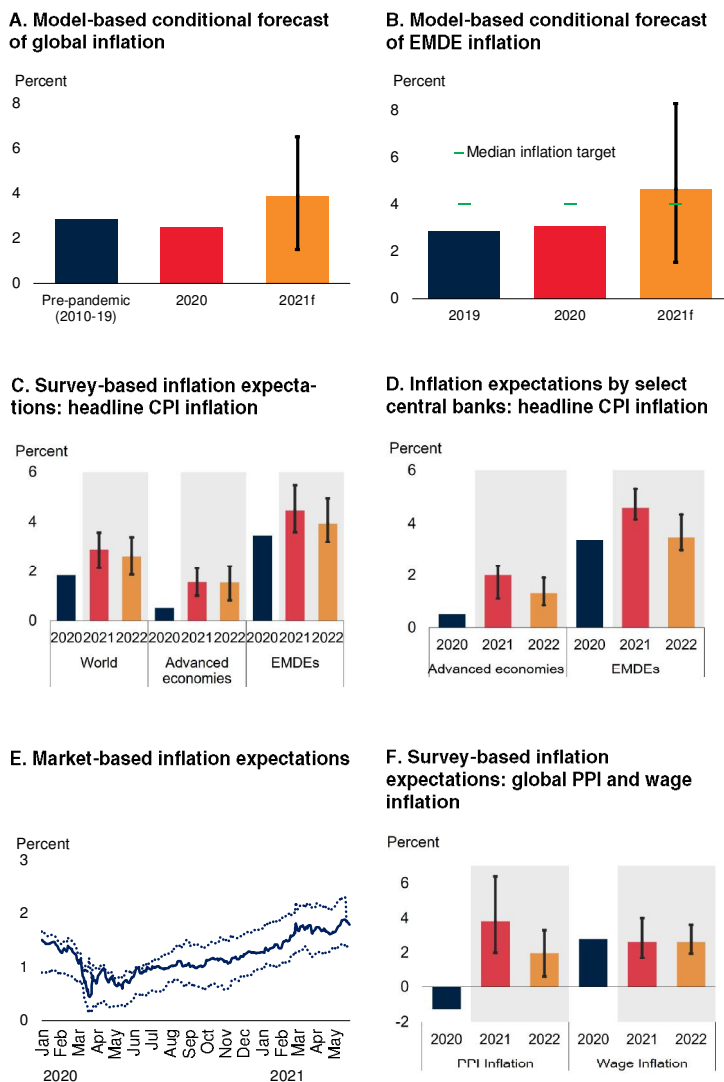 A. Model-based conditional forecast
of global inflation
Percent
8
6
4
2
0
Pre-pandemic
(2010-19)
2020
2021f
B. Model-based conditional forecast
of EMDE inflation
Percent
8
6
4
2
0
Median inflation target
2019
2020
2021f
C. Survey-based inflation expecta-
tions: headline CPI inflation
Percent
6
4
2
0
2020 2021 2022 2020 2021 2022 2020 2021 2022
World
Advanced
economies
EMDEs
D. Inflation expectations by select
central banks: headline CPI inflation
Percent
6
4
2
0
2020 2021 2022 2020 2021 2022
Advanced economies
EMDEs
E. Market-based inflation expectations
Percent
3
2
1
0
Jan Feb Mar Apr May Jun Jul Aug Sep Oct Nov Dec Jan Feb Mar Apr May
2020
2021
F. Survey-based inflation
expectations: global PPI and wage
inflation
Percent
6
4
2
0
-2
2020 2021 2022 2020 2021 2022
PPI Inflation
Wage Inflation